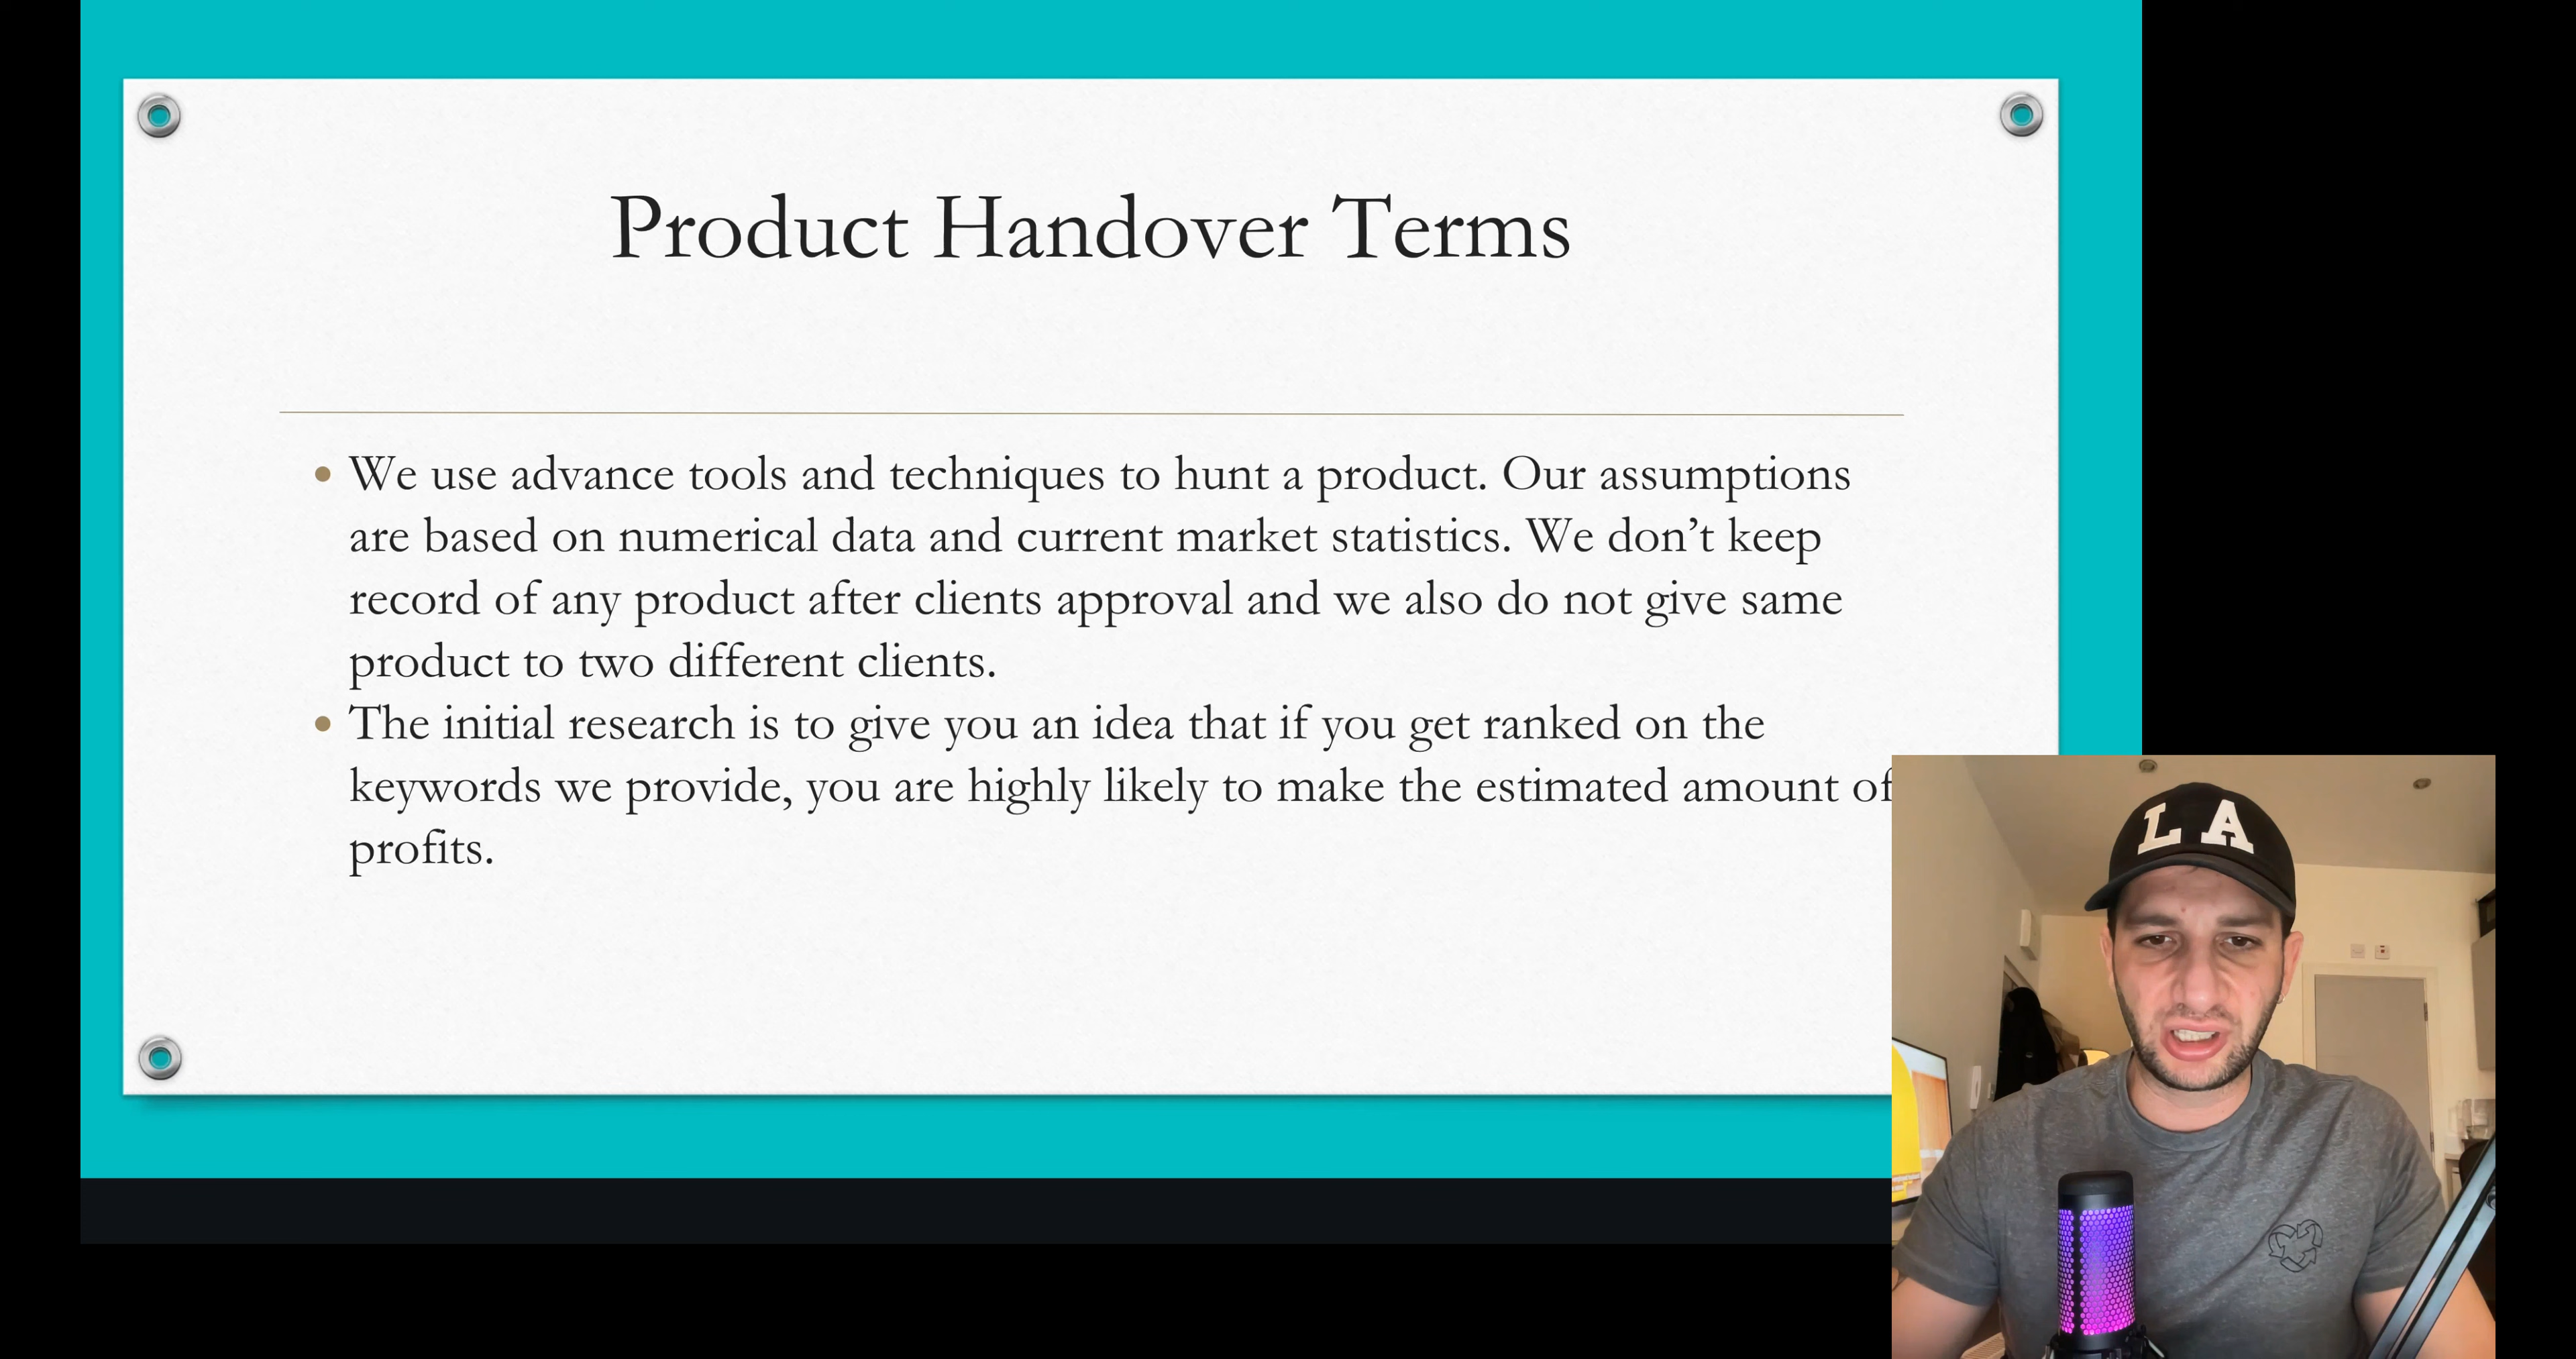 Product Handover Terms
• We use advance tools and techniques to hunt a product. Our assumptions
are based on numerical data and current market statistics. We don’t keep
record of any product after clients approval and we also do not give same
product to two different clients.
• The initial research is to give you an idea that if you get ranked on the
keywords we provide, you are highly likely to make the estimated amount of
profits.
LA